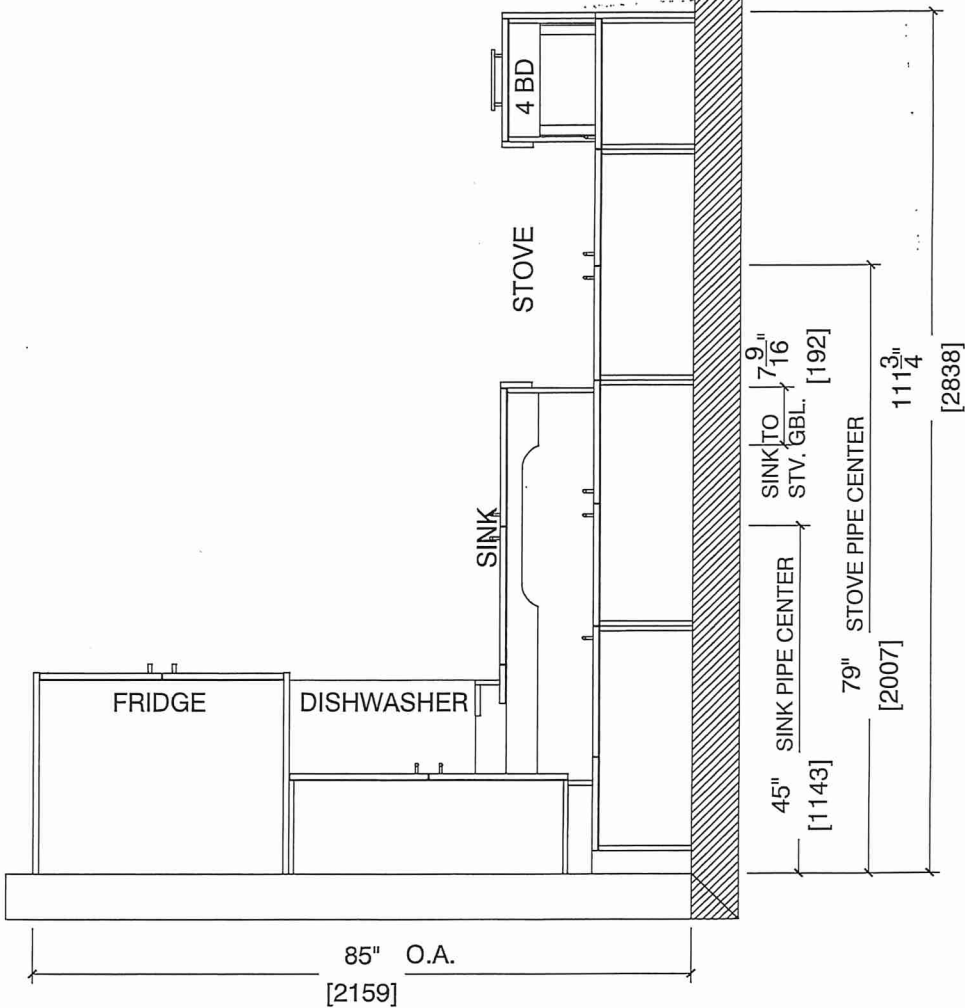 4 BD
STOVE
SINK
FRIDGE
DISHWASHER
7 9/16"
[192]
SINK TO
STV. GBL.
111 3/4"
[2838]
79" STOVE PIPE CENTER
[2007]
45" SINK PIPE CENTER
[1143]
85" O.A.
[2159]